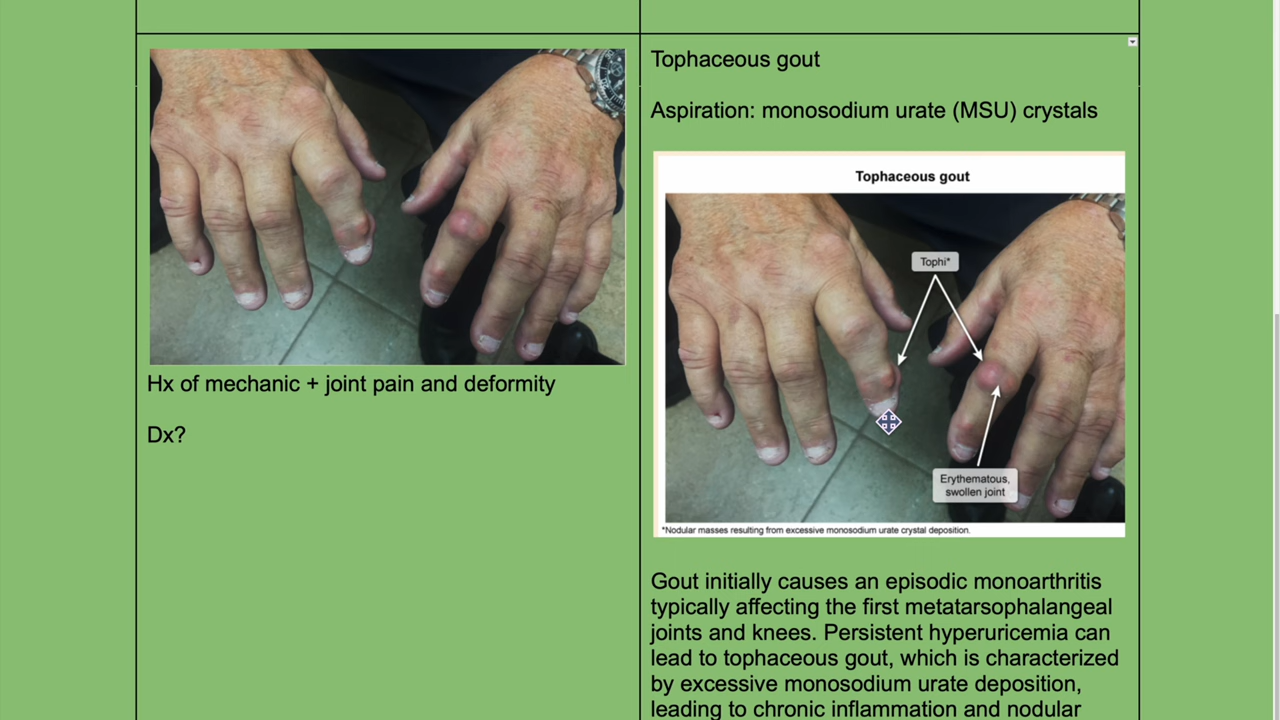 Hx of mechanic + joint pain and deformity
Dx?
Tophaceous gout
Aspiration: monosodium urate (MSU) crystals
Tophaceous gout
Tophi*
Erythematous,
swollen joint
*Nodular masses resulting from excessive monosodium urate crystal deposition.
Gout initially causes an episodic monoarthritis
typically affecting the first metatarsophalangeal
joints and knees. Persistent hyperuricemia can
lead to tophaceous gout, which is characterized
by excessive monosodium urate deposition,
leading to chronic inflammation and nodular